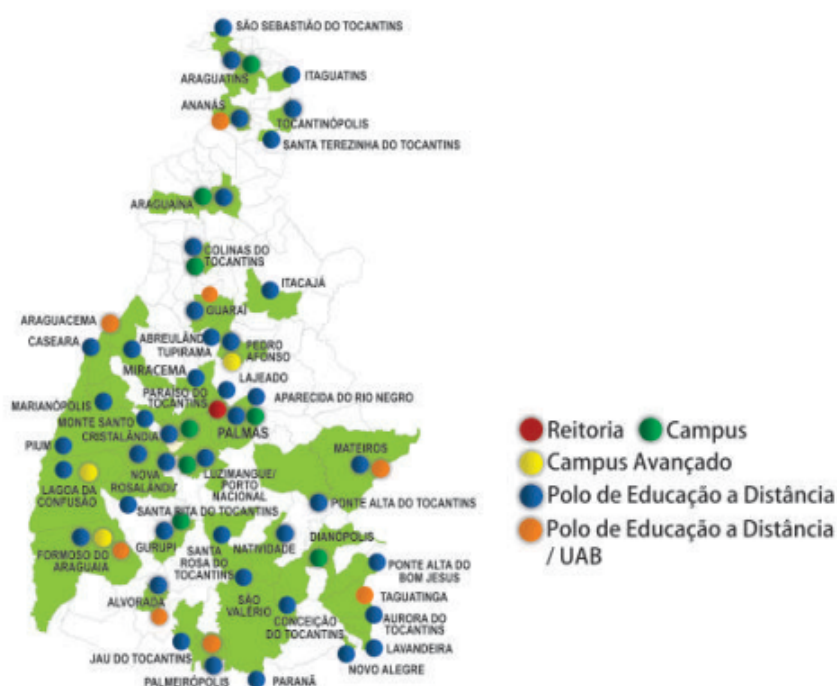 SÃO SEBASTIÃO DO TOCANTINS
ARAGUATINS
ITAGUATINS
ANANÁS
TOCANTINÓPOLIS
SANTA TEREZINHA DO TOCANTINS
ARAGUAÍNA
COLINAS DO
TOCANTINS
ITACAJÁ
GUARAÍ
ARAGUACEMA
CASEARA
ABREULÂND
TUPIRAMA
PEDRO
AFONSO
MIRACEMA
LAJEADO
PARAÍSO DO
TOCANTINS
APARECIDA DO RIO NEGRO
MARIANÓPOLIS
MONTE SANTO
CRISTALÂNDIA
PALMAS
PIUM
MATEIROS
LAGOA DA
CONFUSÃO
NOVA
ROSALÂND
LUZIMANGUE/
PORTO
NACIONAL
PONTE ALTA DO TOCANTINS
SANTA RITA DO TOCANTINS
DIANÓPOLIS
FORMOSO DO
ARAGUAIA
GURUPI
SANTA
ROSA DO
TOCANTINS
NATIVIDADE
PONTE ALTA DO
BOM JESUS
TAGUATINGA
ALVORADA
SÃO
VALÉRIO
CONCEIÇÃO
DO TOCANTINS
AURORA DO
TOCANTINS
LAVANDEIRA
JAU DO TOCANTINS
NOVO ALEGRE
PALMEIRÓPOLIS
PARANÃ
Reitoria Campus
Campus Avançado
Polo de Educação a Distância
Polo de Educação a Distância
/ UAB